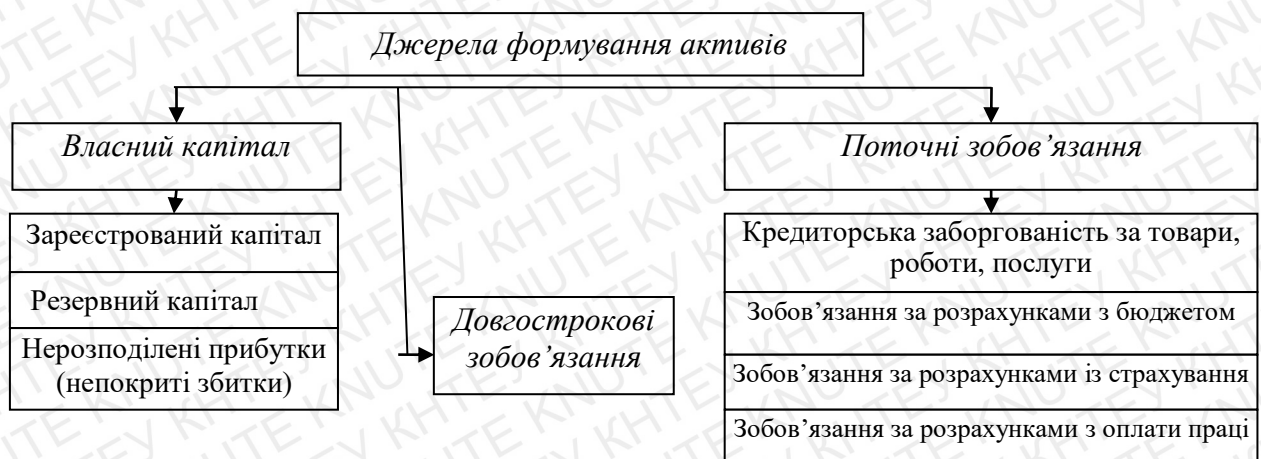 Джерела формування активів
Власний капітал
Зареєстрований капітал
Резервний капітал
Нерозподілені прибутки
(непокриті збитки)
Довгострокові
зобов’язання
Поточні зобов’язання
Кредиторська заборгованість за товари,
роботи, послуги
Зобов’язання за розрахунками з бюджетом
Зобов’язання за розрахунками із страхування
Зобов’язання за розрахунками з оплати праці